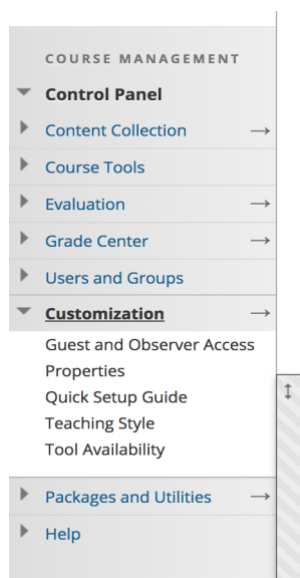 COURSE MANAGEMENT
Control Panel
Content Collection
Course Tools
Evaluation
Grade Center
Users and Groups
Customization
Guest and Observer Access
Properties
Quick Setup Guide
Teaching Style
Tool Availability
Packages and Utilities
Help